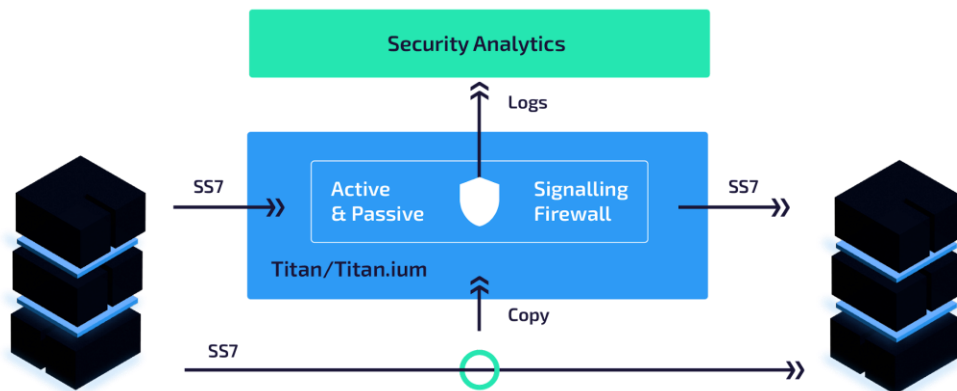 Security Analytics
Logs
SS7
Active
& Passive
Signalling
Firewall
SS7
Titan/Titan.ium
Copy
SS7